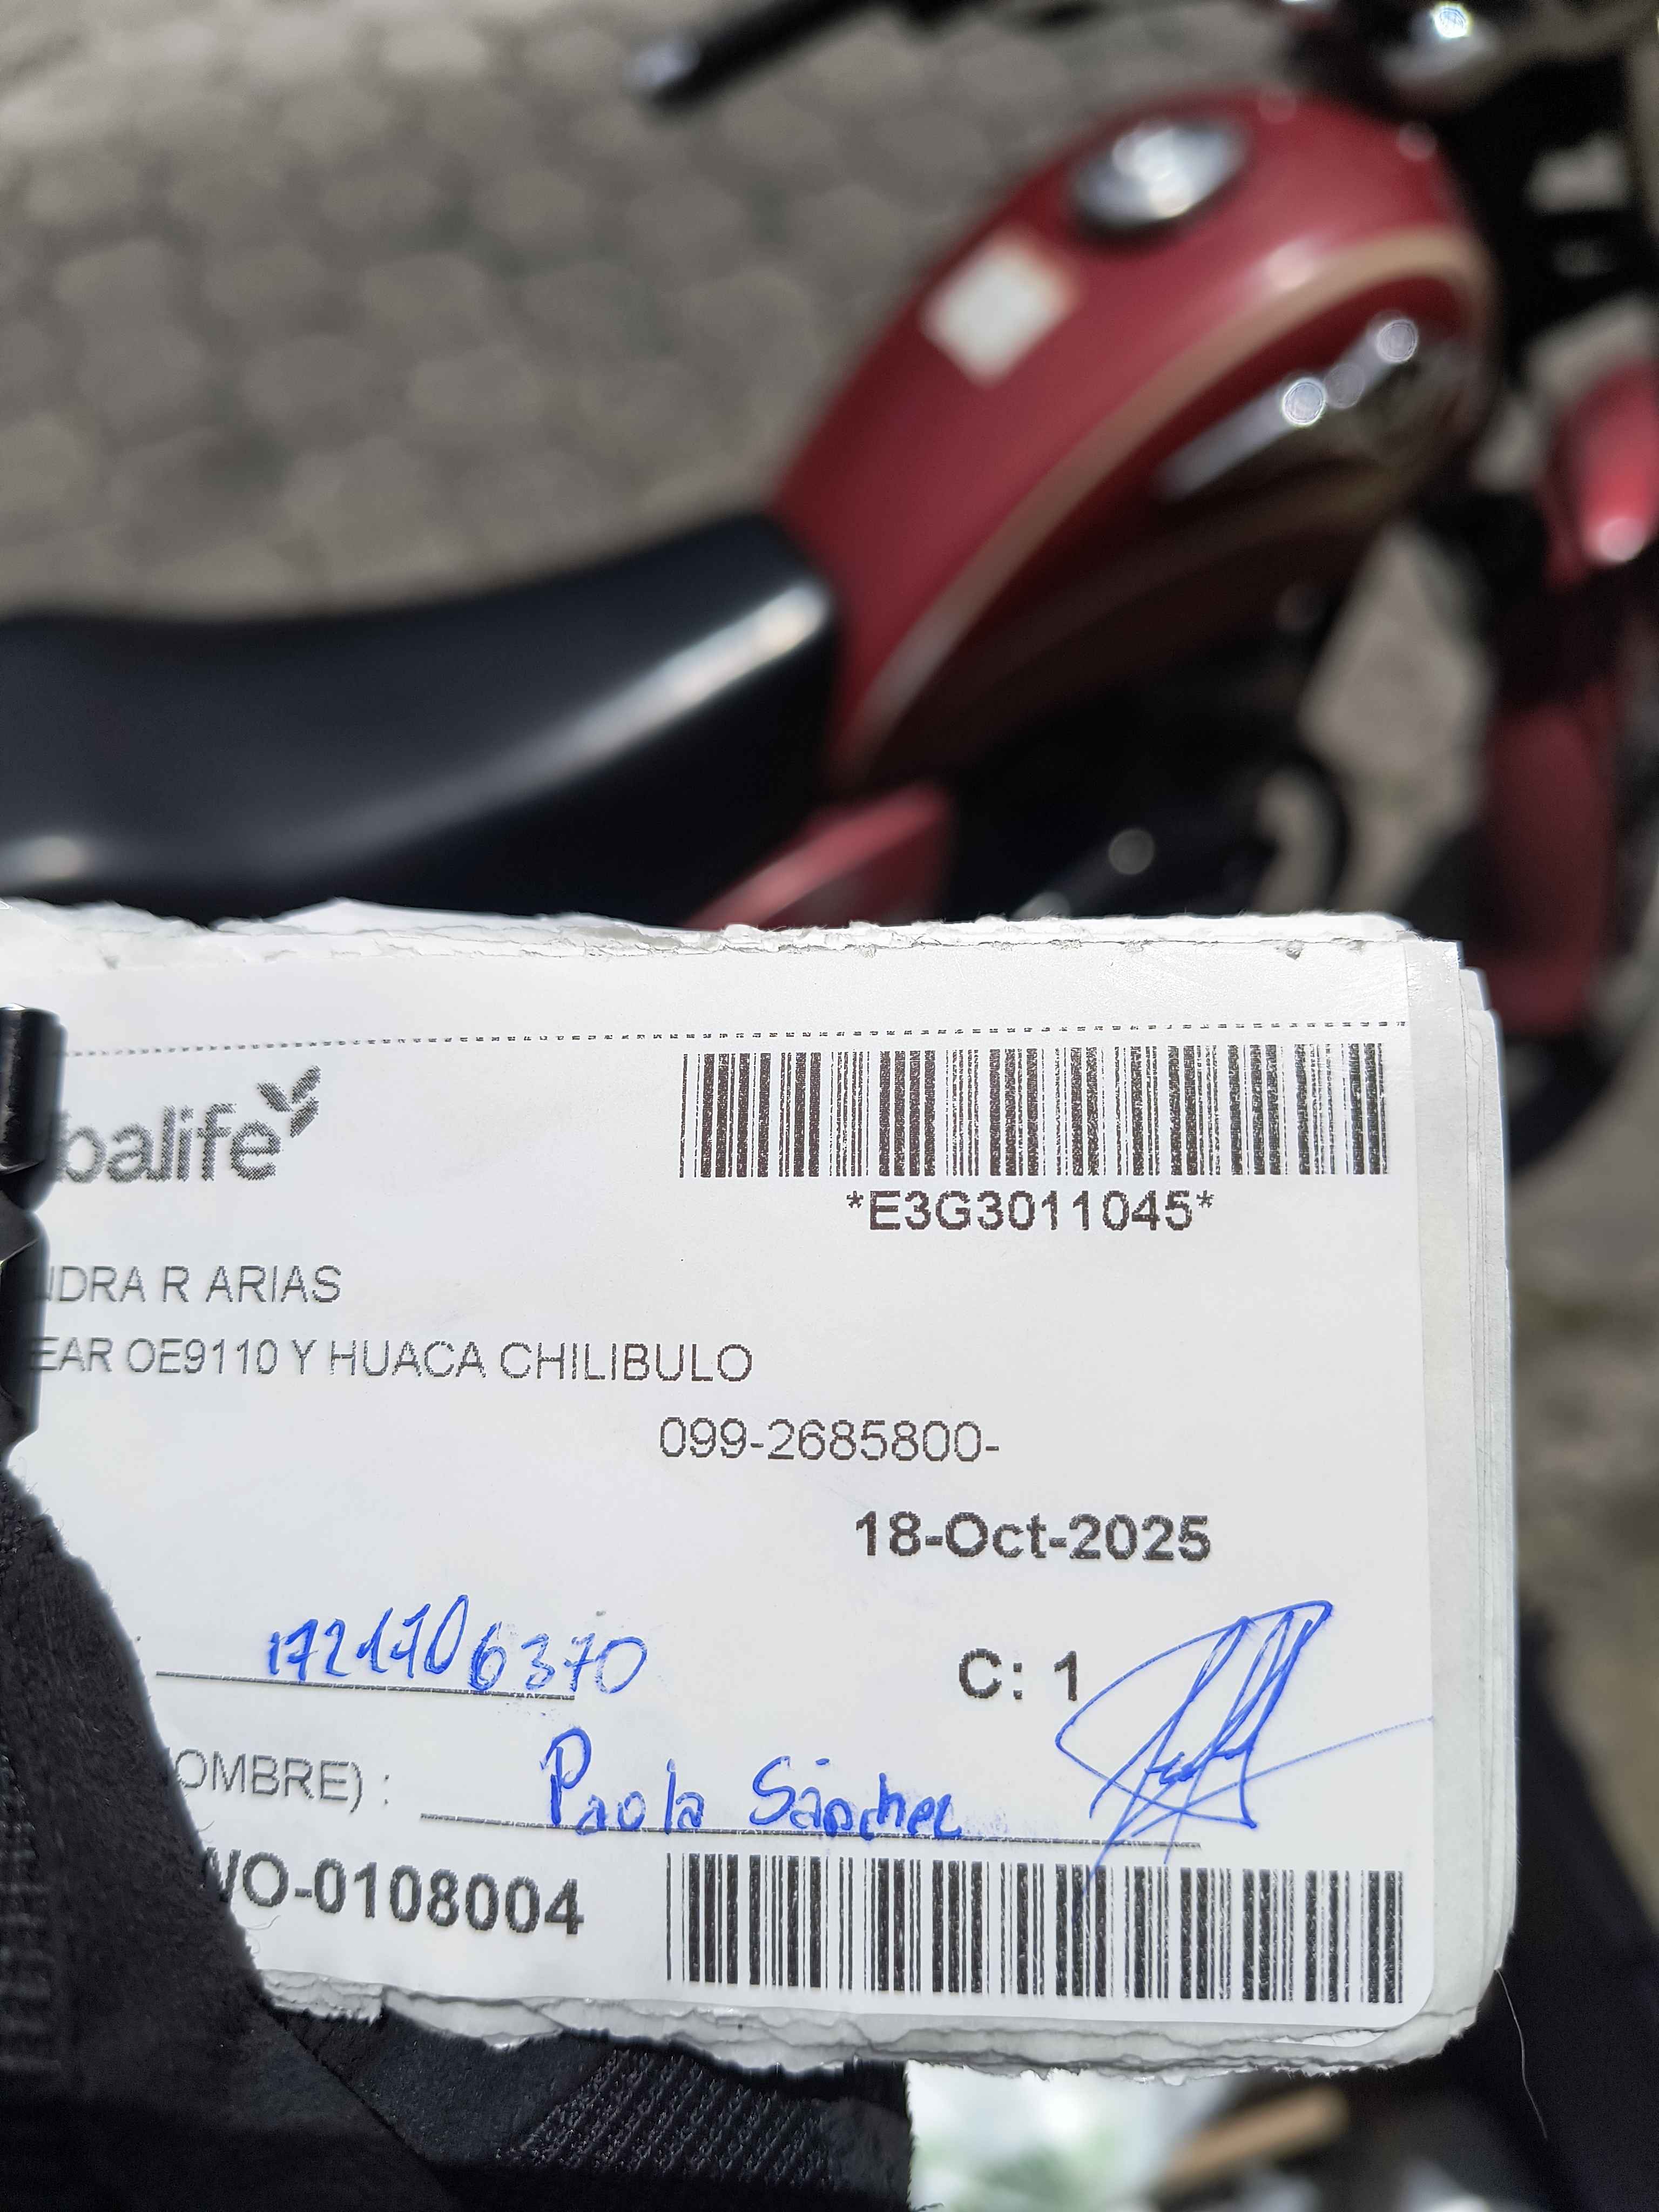 balife
*E3G3011045*
NDRA R ARIAS
EAR OE9110 Y HUACA CHILIBULO
099-2685800-
18-Oct-2025
1721706370
C: 1
OMBRE) :
Paola Sánchez
WO-0108004